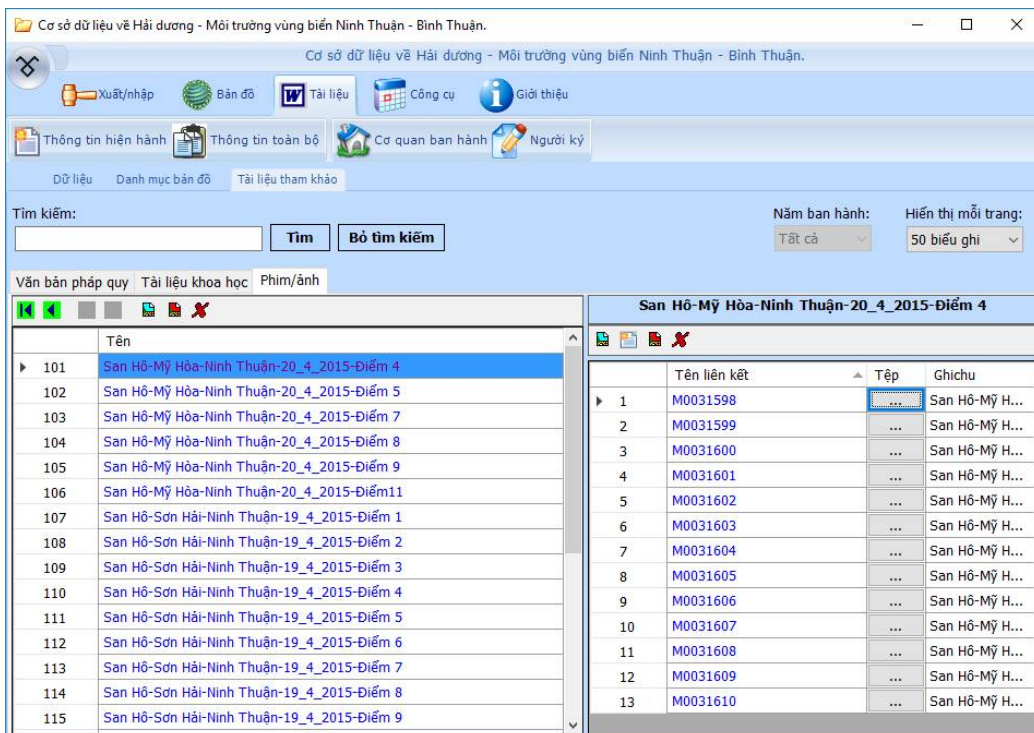 Cơ sở dữ liệu về Hải dương - Môi trường vùng biển Ninh Thuận - Bình Thuận.
Cơ sở dữ liệu về Hải dương - Môi trường vùng biển Ninh Thuận - Bình Thuận.
Xuất/nhập Bản đồ Tài liệu Công cụ Giới thiệu
Thông tin hiện hành Thông tin toàn bộ Cơ quan ban hành Người ký
Dữ liệu Danh mục bản đồ Tài liệu tham khảo
Tìm kiếm: Năm ban hành: Hiển thị mỗi trang:
Tìm Bỏ tìm kiếm Tất cả 50 biểu ghi
Văn bản pháp quy Tài liệu khoa học Phim/ảnh
San Hô-Mỹ Hòa-Ninh Thuận-20_4_2015-Điểm 4
Tên
101 San Hô-Mỹ Hòa-Ninh Thuận-20_4_2015-Điểm 4
102 San Hô-Mỹ Hòa-Ninh Thuận-20_4_2015-Điểm 5
103 San Hô-Mỹ Hòa-Ninh Thuận-20_4_2015-Điểm 7
104 San Hô-Mỹ Hòa-Ninh Thuận-20_4_2015-Điểm 8
105 San Hô-Mỹ Hòa-Ninh Thuận-20_4_2015-Điểm 9
106 San Hô-Mỹ Hòa-Ninh Thuận-20_4_2015-Điểm11
107 San Hô-Sơn Hải-Ninh Thuận-19_4_2015-Điểm 1
108 San Hô-Sơn Hải-Ninh Thuận-19_4_2015-Điểm 2
109 San Hô-Sơn Hải-Ninh Thuận-19_4_2015-Điểm 3
110 San Hô-Sơn Hải-Ninh Thuận-19_4_2015-Điểm 4
111 San Hô-Sơn Hải-Ninh Thuận-19_4_2015-Điểm 5
112 San Hô-Sơn Hải-Ninh Thuận-19_4_2015-Điểm 6
113 San Hô-Sơn Hải-Ninh Thuận-19_4_2015-Điểm 7
114 San Hô-Sơn Hải-Ninh Thuận-19_4_2015-Điểm 8
115 San Hô-Sơn Hải-Ninh Thuận-19_4_2015-Điểm 9
Tên liên kết Tệp Ghichu
1 M0031598 ... San Hô-Mỹ H...
2 M0031599 ... San Hô-Mỹ H...
3 M0031600 ... San Hô-Mỹ H...
4 M0031601 ... San Hô-Mỹ H...
5 M0031602 ... San Hô-Mỹ H...
6 M0031603 ... San Hô-Mỹ H...
7 M0031604 ... San Hô-Mỹ H...
8 M0031605 ... San Hô-Mỹ H...
9 M0031606 ... San Hô-Mỹ H...
10 M0031607 ... San Hô-Mỹ H...
11 M0031608 ... San Hô-Mỹ H...
12 M0031609 ... San Hô-Mỹ H...
13 M0031610 ... San Hô-Mỹ H...